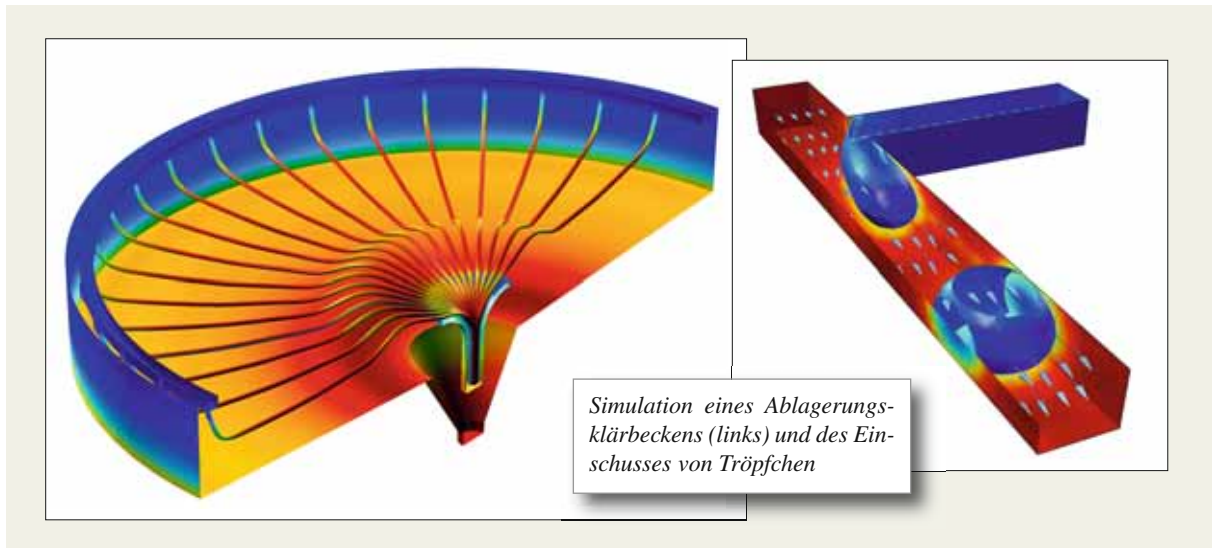 Simulation eines Ablagerungs-
klärbeckens (links) und des Ein-
schusses von Tröpfchen